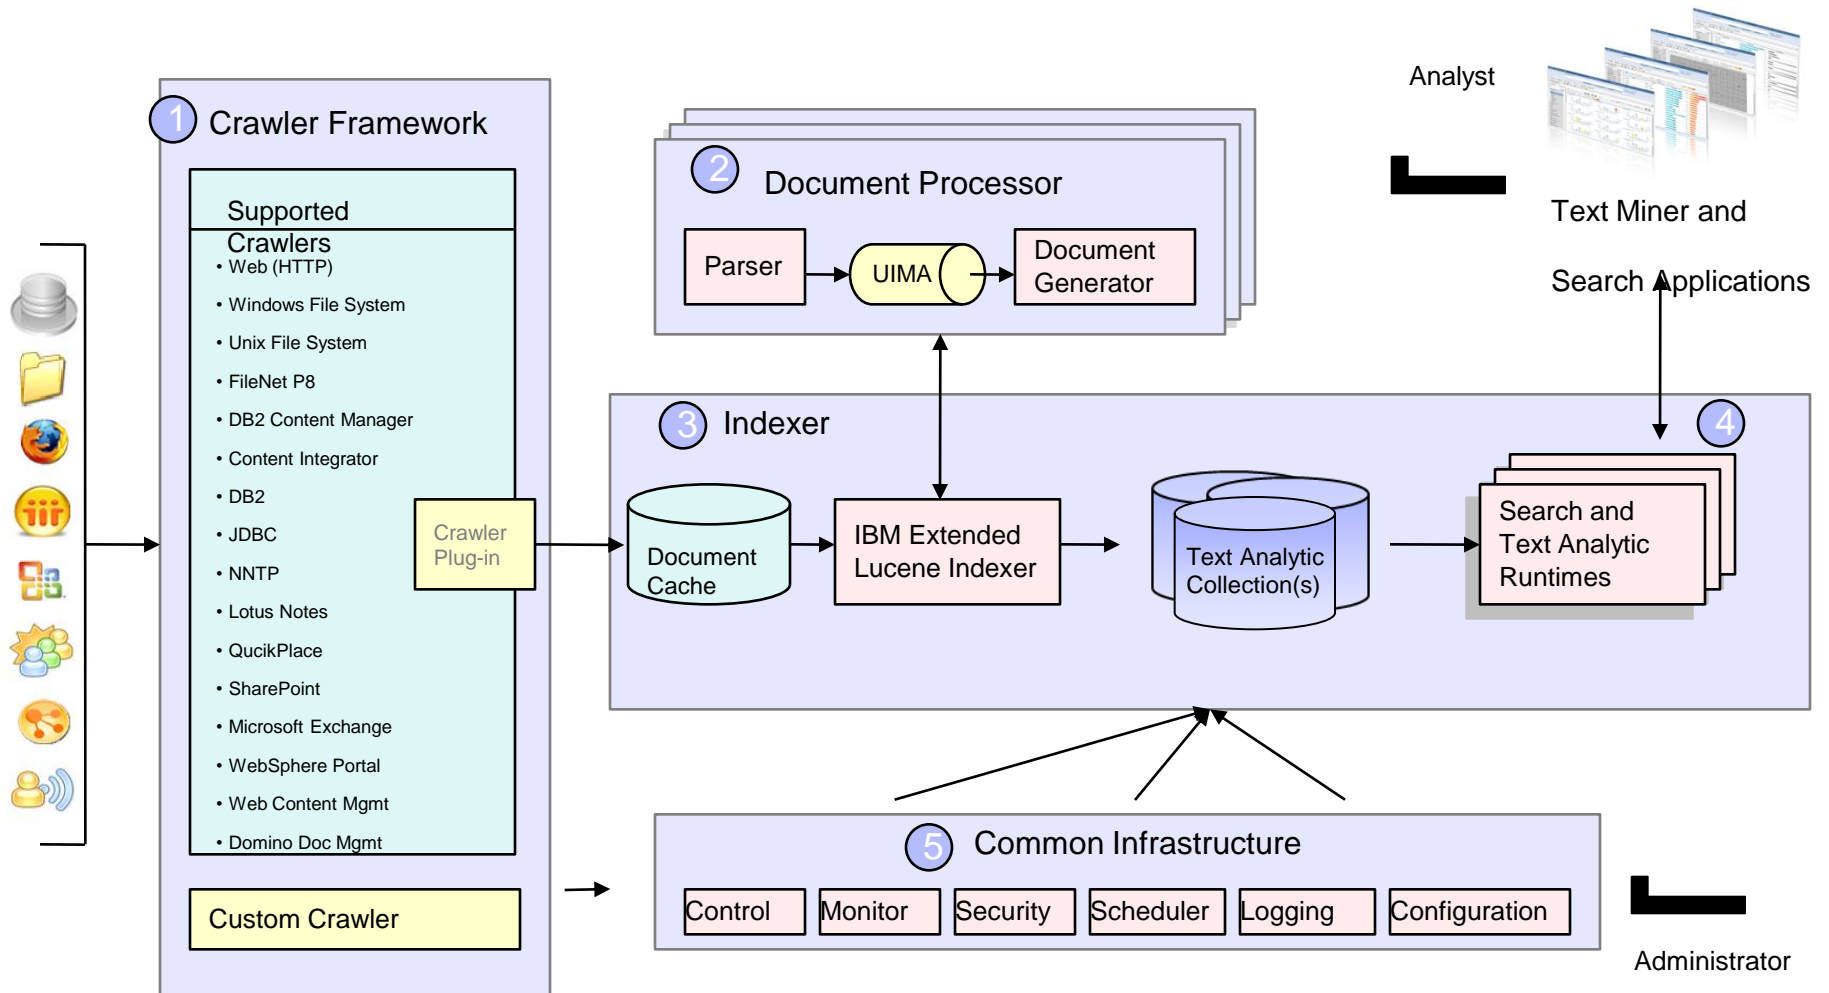 1
Crawler Framework
Supported
Crawlers
• Web (HTTP)
• Windows File System
• Unix File System
• FileNet P8
• DB2 Content Manager
• Content Integrator
• DB2
• JDBC
• NNTP
• Lotus Notes
• QucikPlace
• SharePoint
• Microsoft Exchange
• WebSphere Portal
• Web Content Mgmt
• Domino Doc Mgmt
Crawler
Plug-in
Custom Crawler
2
Document Processor
Parser
UIMA
Document
Generator
Analyst
Text Miner and
Search Applications
3
Indexer
4
Document
Cache
IBM Extended
Lucene Indexer
Text Analytic
Collection(s)
Search and
Text Analytic
Runtimes
5
Common Infrastructure
Control
Monitor
Security
Scheduler
Logging
Configuration
Administrator